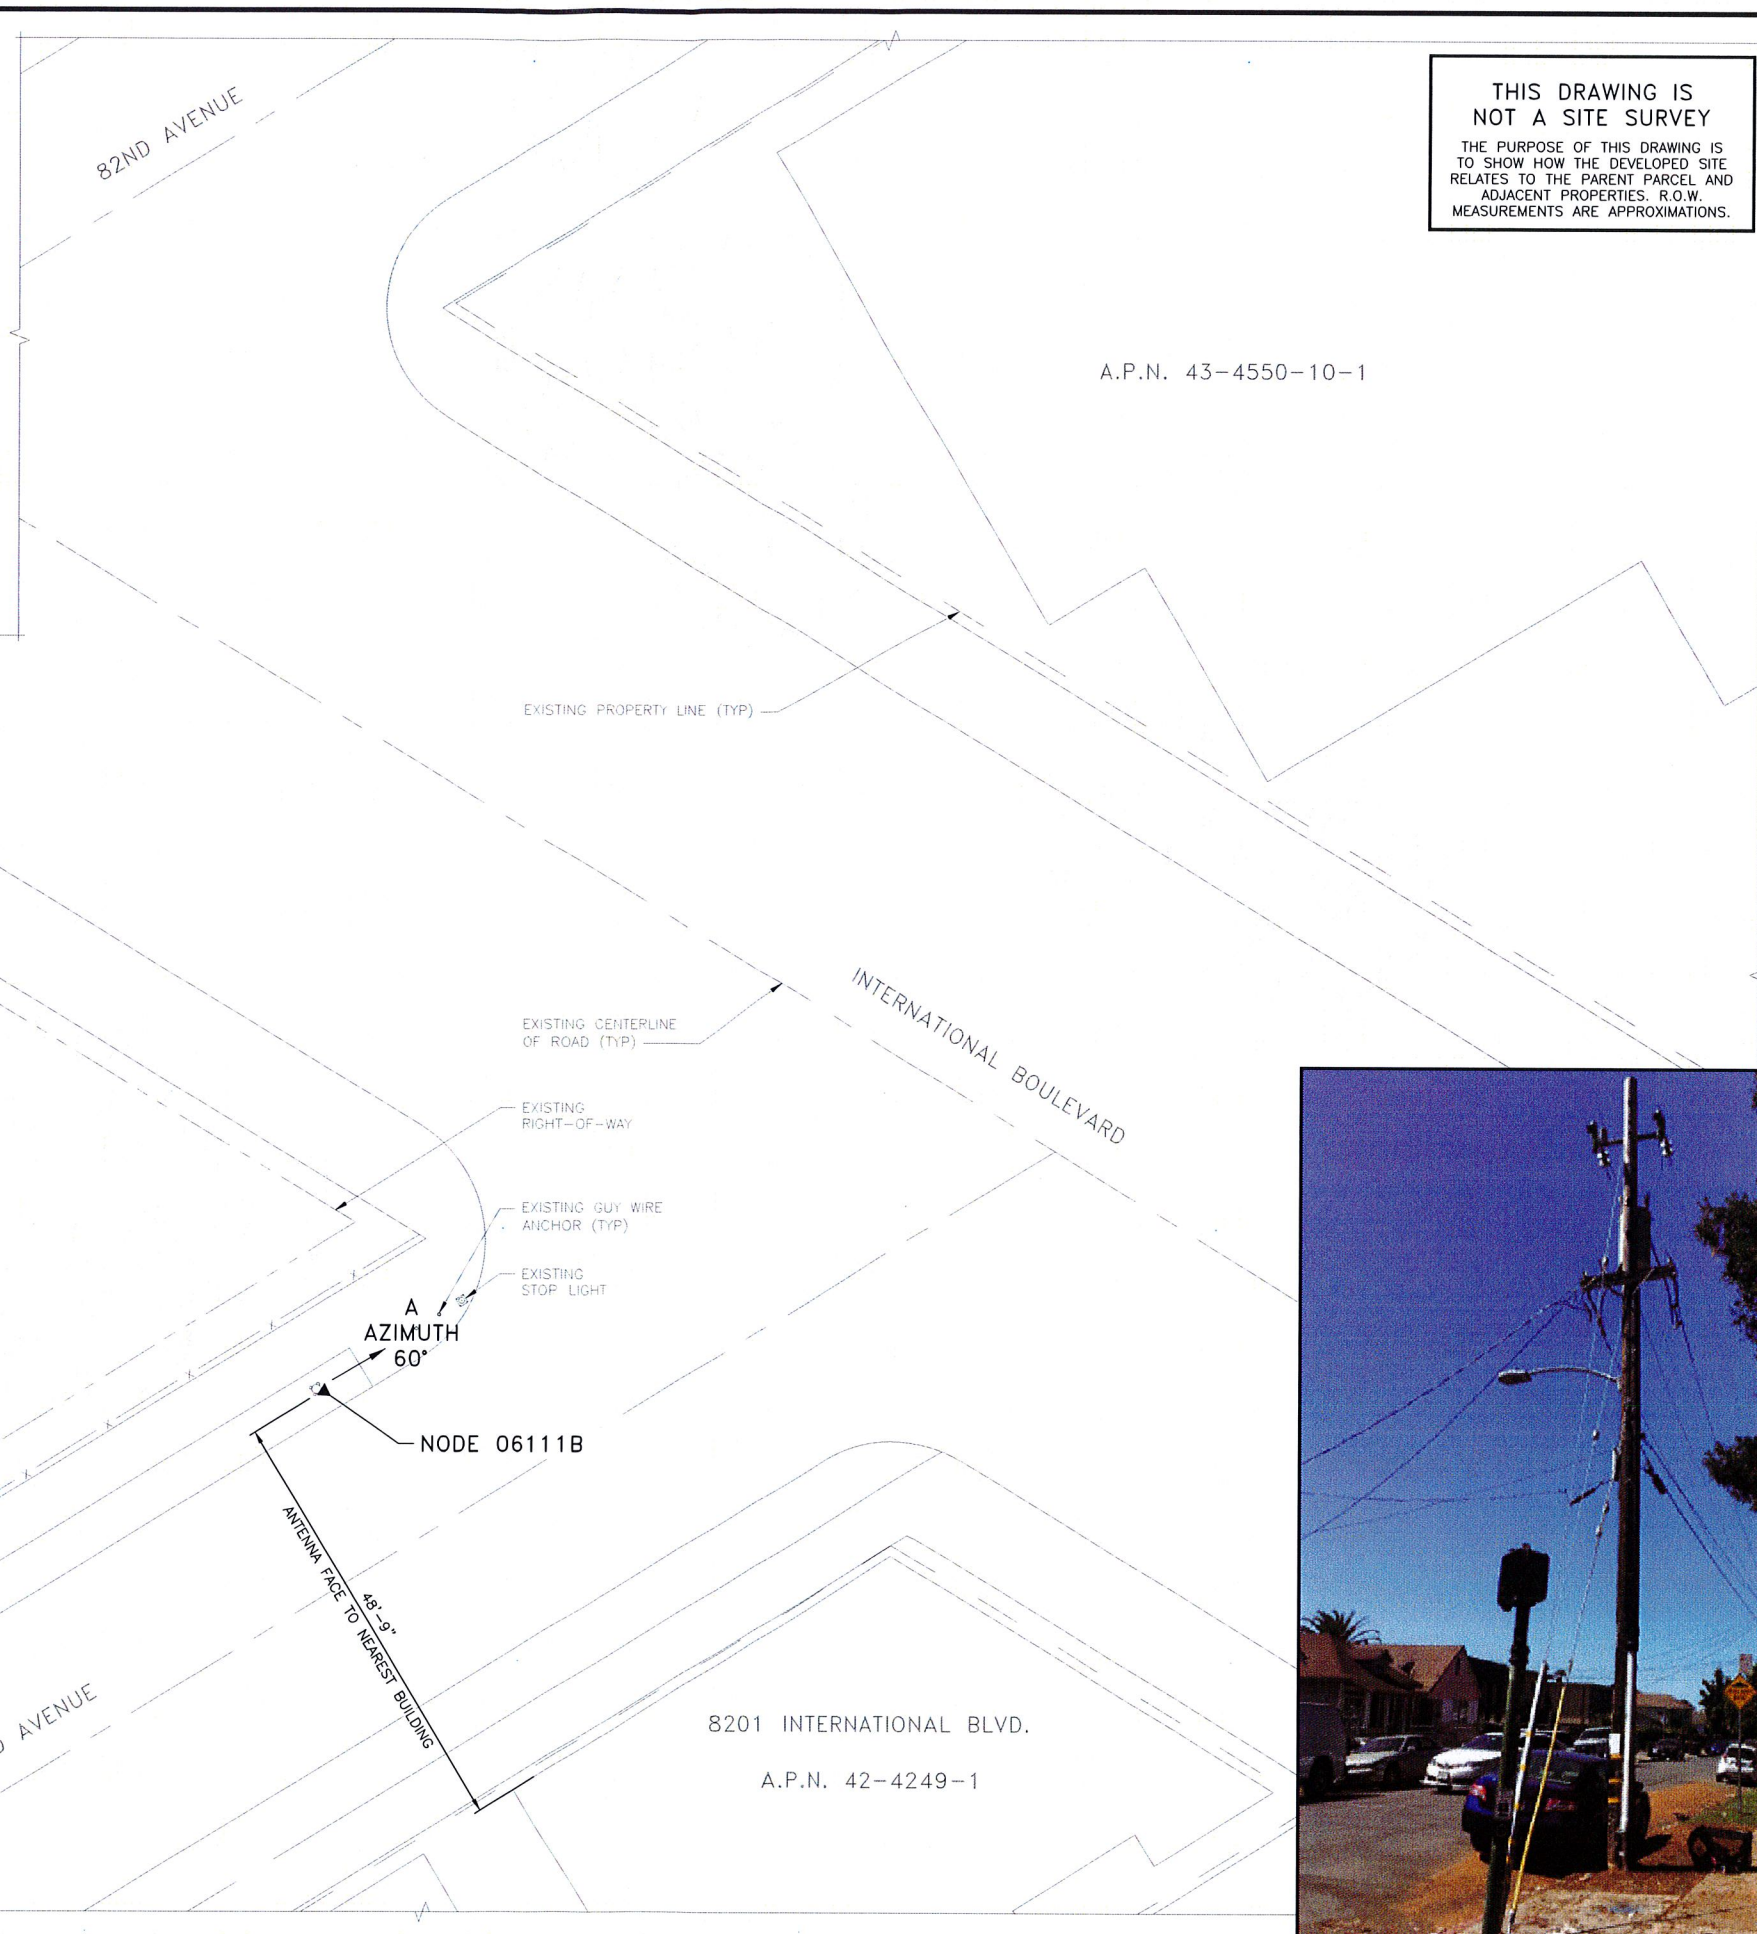 82ND AVENUE
THIS DRAWING IS
NOT A SITE SURVEY
THE PURPOSE OF THIS DRAWING IS
TO SHOW HOW THE DEVELOPED SITE
RELATES TO THE PARENT PARCEL AND
ADJACENT PROPERTIES. R.O.W.
MEASUREMENTS ARE APPROXIMATIONS.
A.P.N. 43-4550-10-1
EXISTING PROPERTY LINE (TYP)
INTERNATIONAL BOULEVARD
EXISTING CENTERLINE
OF ROAD (TYP)
EXISTING
RIGHT-OF-WAY
EXISTING GUY WIRE
ANCHOR (TYP)
EXISTING
STOP LIGHT
A
AZIMUTH
60°
NODE 06111B
48'-9"
ANTENNA FACE TO NEAREST BUILDING
AVENUE
8201 INTERNATIONAL BLVD.
A.P.N. 42-4249-1